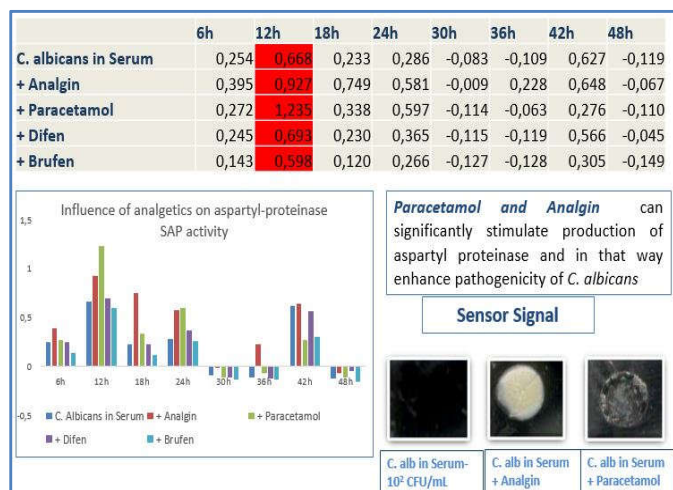 6h 12h 18h 24h 30h 36h 42h 48h
C. albicans in Serum 0,254 0,668 0,233 0,286 -0,083 -0,109 0,627 -0,119
+ Analgin 0,395 0,927 0,749 0,581 -0,009 0,228 0,648 -0,067
+ Paracetamol 0,272 1,235 0,338 0,597 -0,114 -0,063 0,276 -0,110
+ Difen 0,245 0,693 0,230 0,365 -0,115 -0,119 0,566 -0,045
+ Brufen 0,143 0,598 0,120 0,266 -0,127 -0,128 0,305 -0,149
Influence of analgetics on aspartyl-proteinase
SAP activity
1,5
1
0,5
0
-0,5
6h 12h 18h 24h 30h 36h 42h 48h
C. Albicans in Serum + Analgin + Paracetamol
+ Difen + Brufen
Paracetamol and Analgin can
significantly stimulate production of
aspartyl proteinase and in that way
enhance pathogenicity of C. albicans
Sensor Signal
C. alb in Serum-
10² CFU/mL
C. alb in Serum
+ Analgin
C. alb in Serum
+ Paracetamol